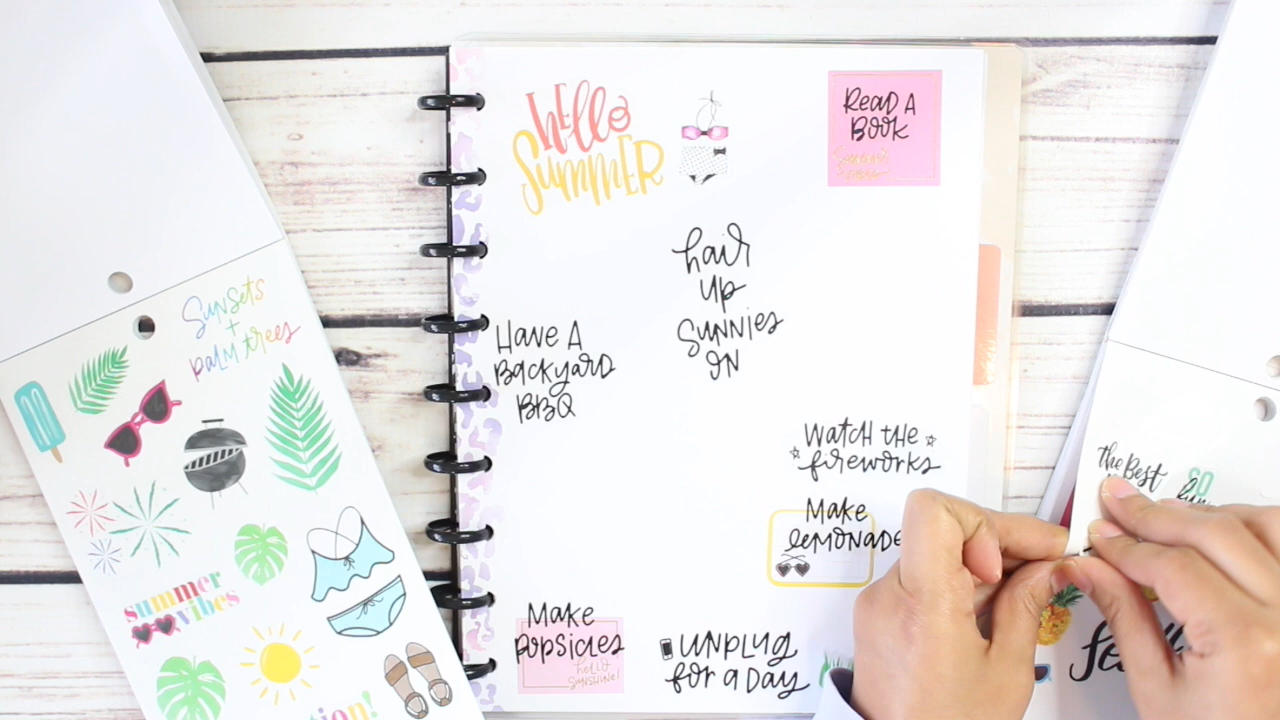 Sunsets
+
palm trees
summer
vibes
hello
Summer
Read A
Book
hair
up
Sunnies
on
Have A
Backyard
BBQ
Watch the
fireworks
Make
lemonade
Make
popsicles
hello
sunshine!
Unplug
for a day
the Best
so